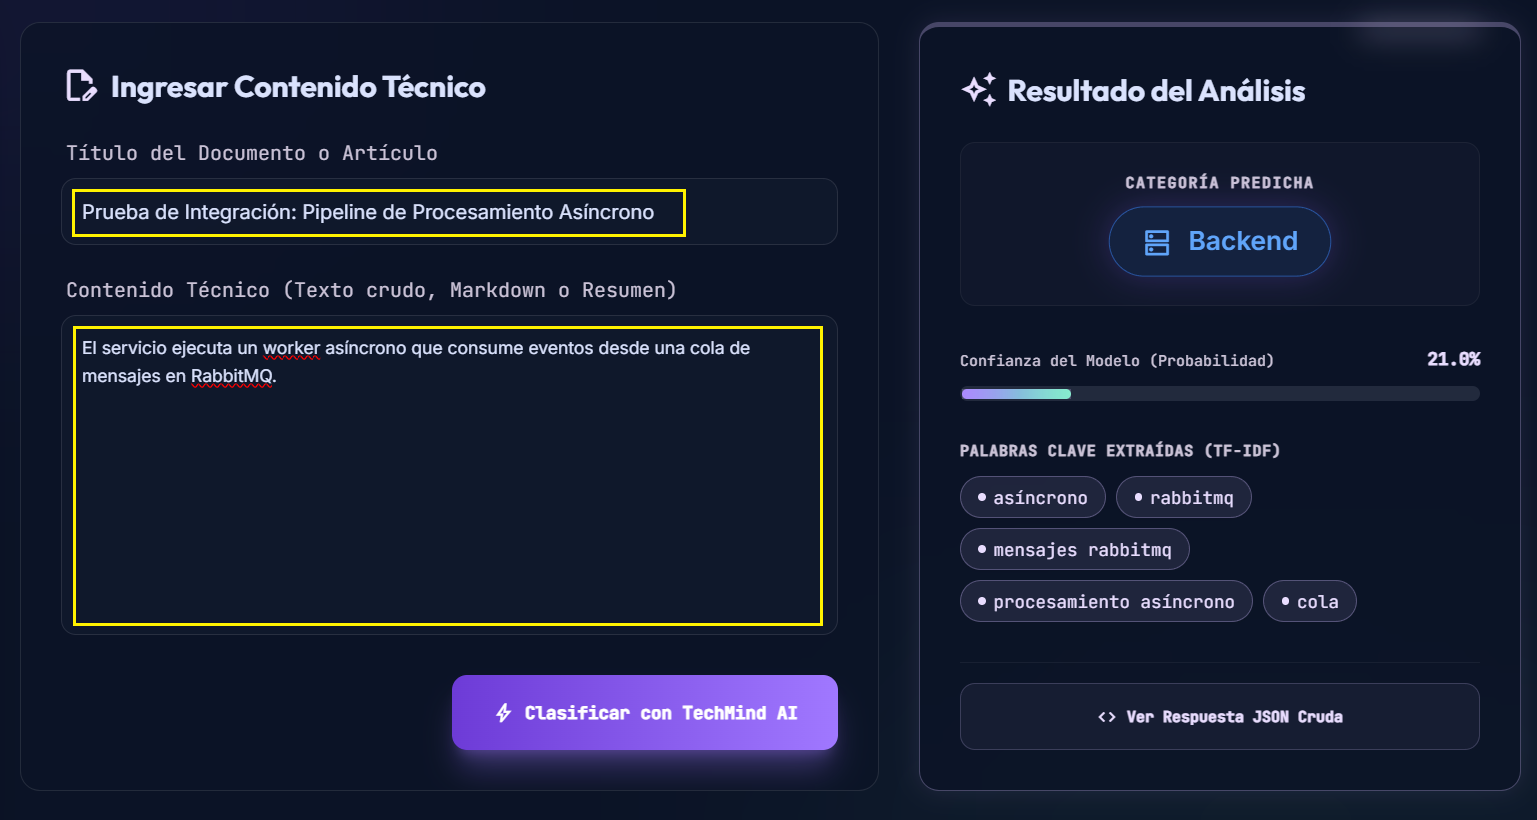 Ingresar Contenido Técnico
Título del Documento o Artículo
Prueba de Integración: Pipeline de Procesamiento Asíncrono
Contenido Técnico (Texto crudo, Markdown o Resumen)
El servicio ejecuta un worker asíncrono que consume eventos desde una cola de
mensajes en RabbitMQ.
Clasificar con TechMind AI
Resultado del Análisis
CATEGORÍA PREDICHA
Backend
Confianza del Modelo (Probabilidad) 21.0%
PALABRAS CLAVE EXTRAÍDAS (TF-IDF)
asíncrono rabbitmq
mensajes rabbitmq
procesamiento asíncrono cola
Ver Respuesta JSON Cruda